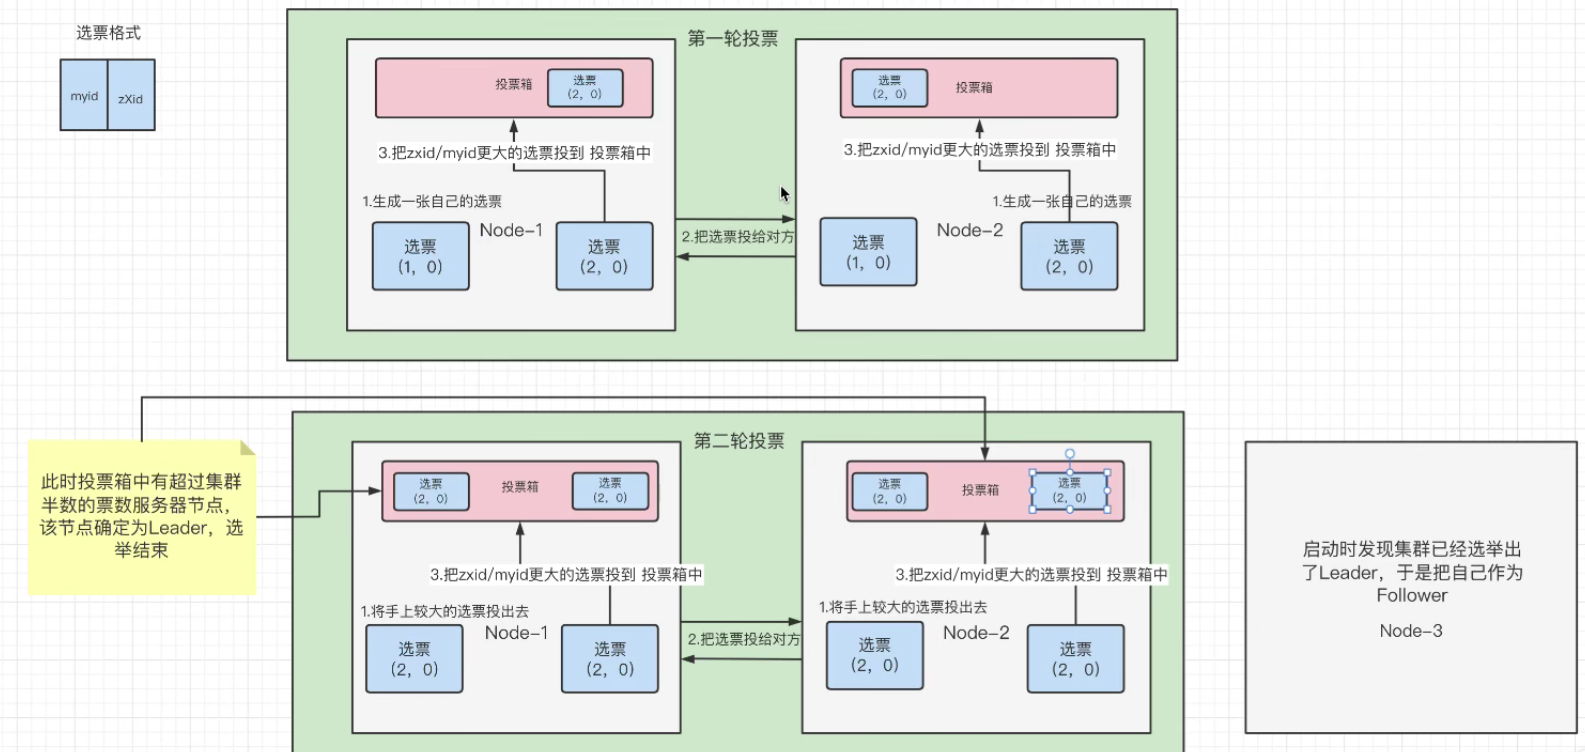 选票格式
myid
zXid
第一轮投票
投票箱
选票
(2, 0)
3.把zxid/myid更大的选票投到 投票箱中
1.生成一张自己的选票
Node-1
选票
(1, 0)
选票
(2, 0)
2.把选票投给对方
选票
(2, 0)
投票箱
3.把zxid/myid更大的选票投到 投票箱中
1.生成一张自己的选票
Node-2
选票
(1, 0)
选票
(2, 0)
此时投票箱中有超过集群
半数的票数服务器节点，
该节点确定为Leader，选
举结束
第二轮投票
选票
(2, 0)
投票箱
选票
(2, 0)
3.把zxid/myid更大的选票投到 投票箱中
1.将手上较大的选票投出去
Node-1
选票
(2, 0)
选票
(2, 0)
2.把选票投给对方
选票
(2, 0)
投票箱
选票
(2, 0)
3.把zxid/myid更大的选票投到 投票箱中
1.将手上较大的选票投出去
Node-2
选票
(2, 0)
选票
(2, 0)
启动时发现集群已经选举出
了Leader，于是把自己作为
Follower
Node-3